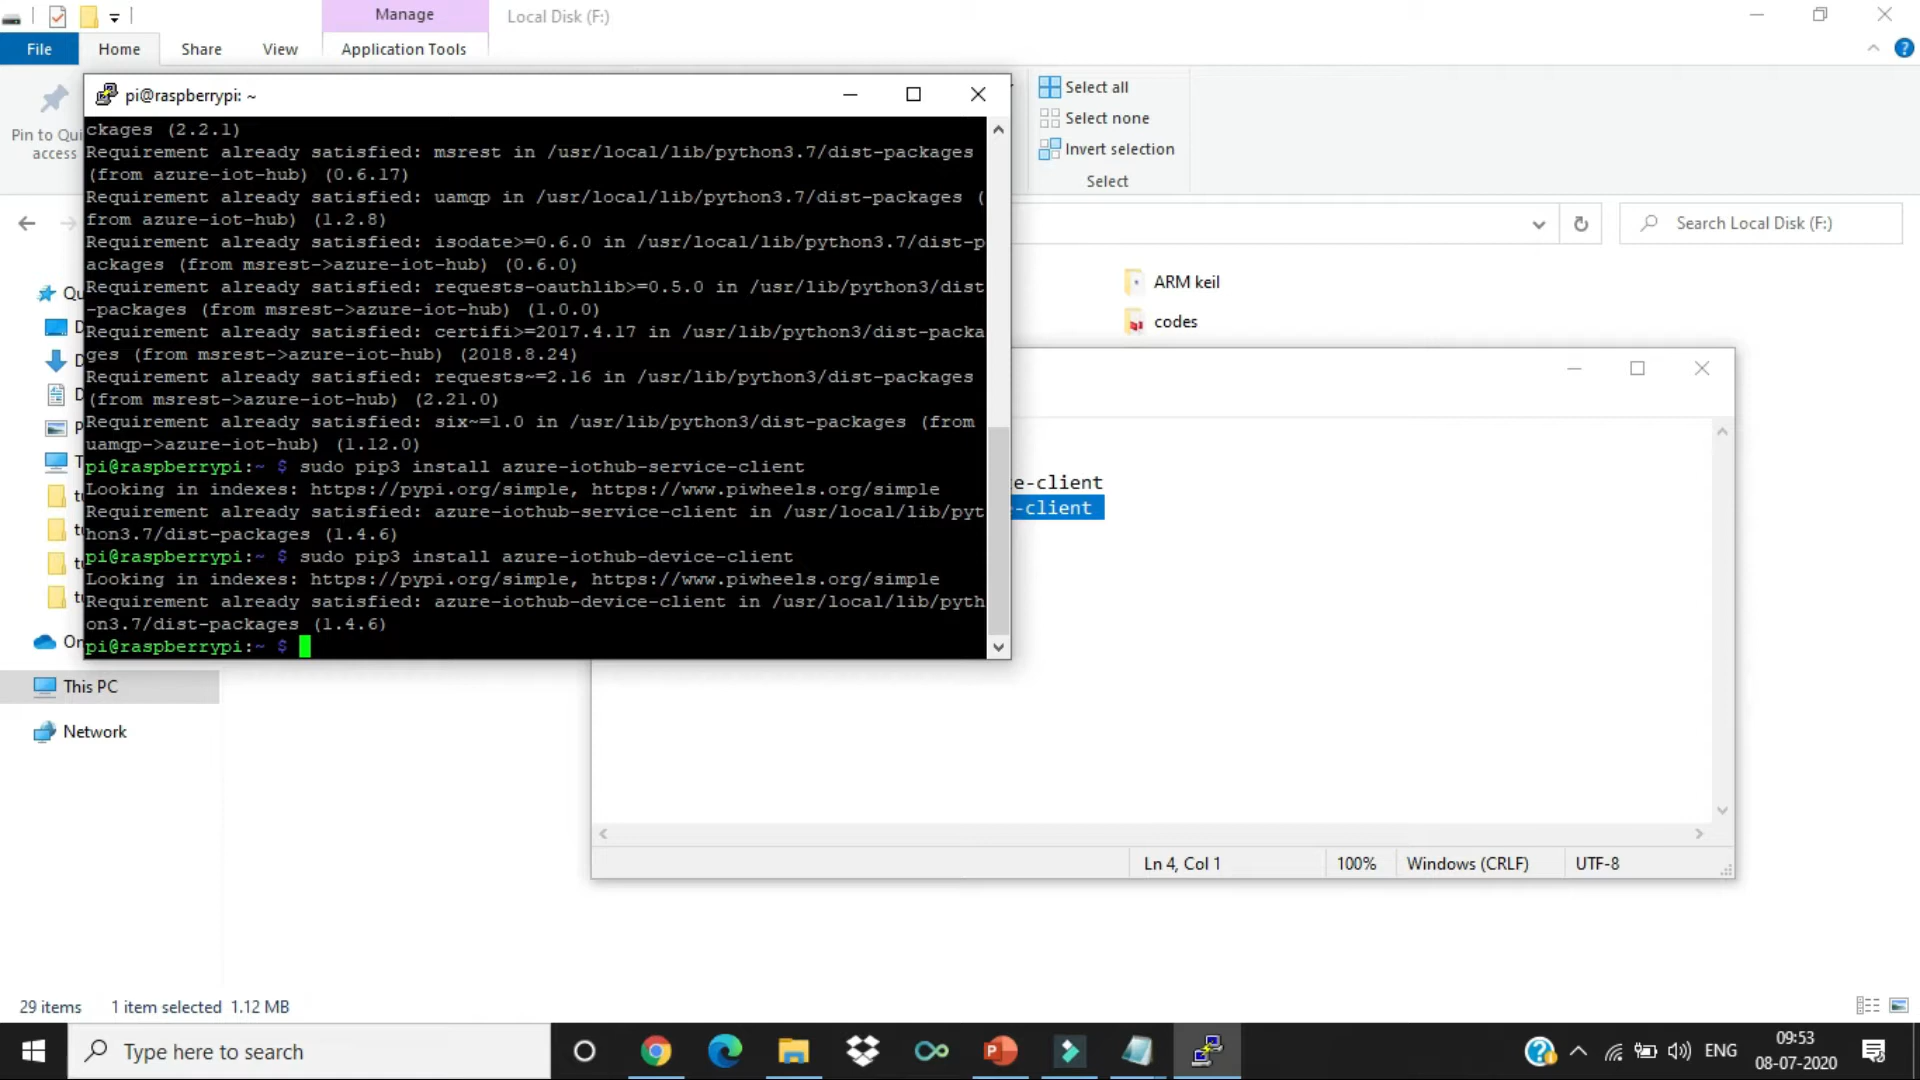 Manage
Local Disk (F:)
File
Home
Share
View
Application Tools
Pin to Qui
access
pi@raspberrypi: ~
Select all
Select none
Invert selection
Select
Search Local Disk (F:)
ARM keil
codes
ckages (2.2.1)
Requirement already satisfied: msrest in /usr/local/lib/python3.7/dist-packages
(from azure-iot-hub) (0.6.17)
Requirement already satisfied: uamqp in /usr/local/lib/python3.7/dist-packages (
from azure-iot-hub) (1.2.8)
Requirement already satisfied: isodate>=0.6.0 in /usr/local/lib/python3.7/dist-p
ackages (from msrest->azure-iot-hub) (0.6.0)
Requirement already satisfied: requests-oauthlib>=0.5.0 in /usr/lib/python3/dist
-packages (from msrest->azure-iot-hub) (1.0.0)
Requirement already satisfied: certifi>=2017.4.17 in /usr/lib/python3/dist-packa
ges (from msrest->azure-iot-hub) (2018.8.24)
Requirement already satisfied: requests~=2.16 in /usr/lib/python3/dist-packages
(from msrest->azure-iot-hub) (2.21.0)
Requirement already satisfied: six~=1.0 in /usr/lib/python3/dist-packages (from
uamqp->azure-iot-hub) (1.12.0)
pi@raspberrypi:~ $ sudo pip3 install azure-iothub-service-client
Looking in indexes: https://pypi.org/simple, https://www.piwheels.org/simple
Requirement already satisfied: azure-iothub-service-client in /usr/local/lib/pyt
hon3.7/dist-packages (1.4.6)
pi@raspberrypi:~ $ sudo pip3 install azure-iothub-device-client
Looking in indexes: https://pypi.org/simple, https://www.piwheels.org/simple
Requirement already satisfied: azure-iothub-device-client in /usr/local/lib/pyth
on3.7/dist-packages (1.4.6)
pi@raspberrypi:~ $
Qu
D
D
D
P
T
tu
tu
tu
tu
On
This PC
Network
e-client
-client
Ln 4, Col 1
100%
Windows (CRLF)
UTF-8
29 items
1 item selected 1.12 MB
Type here to search
ENG
09:53
08-07-2020